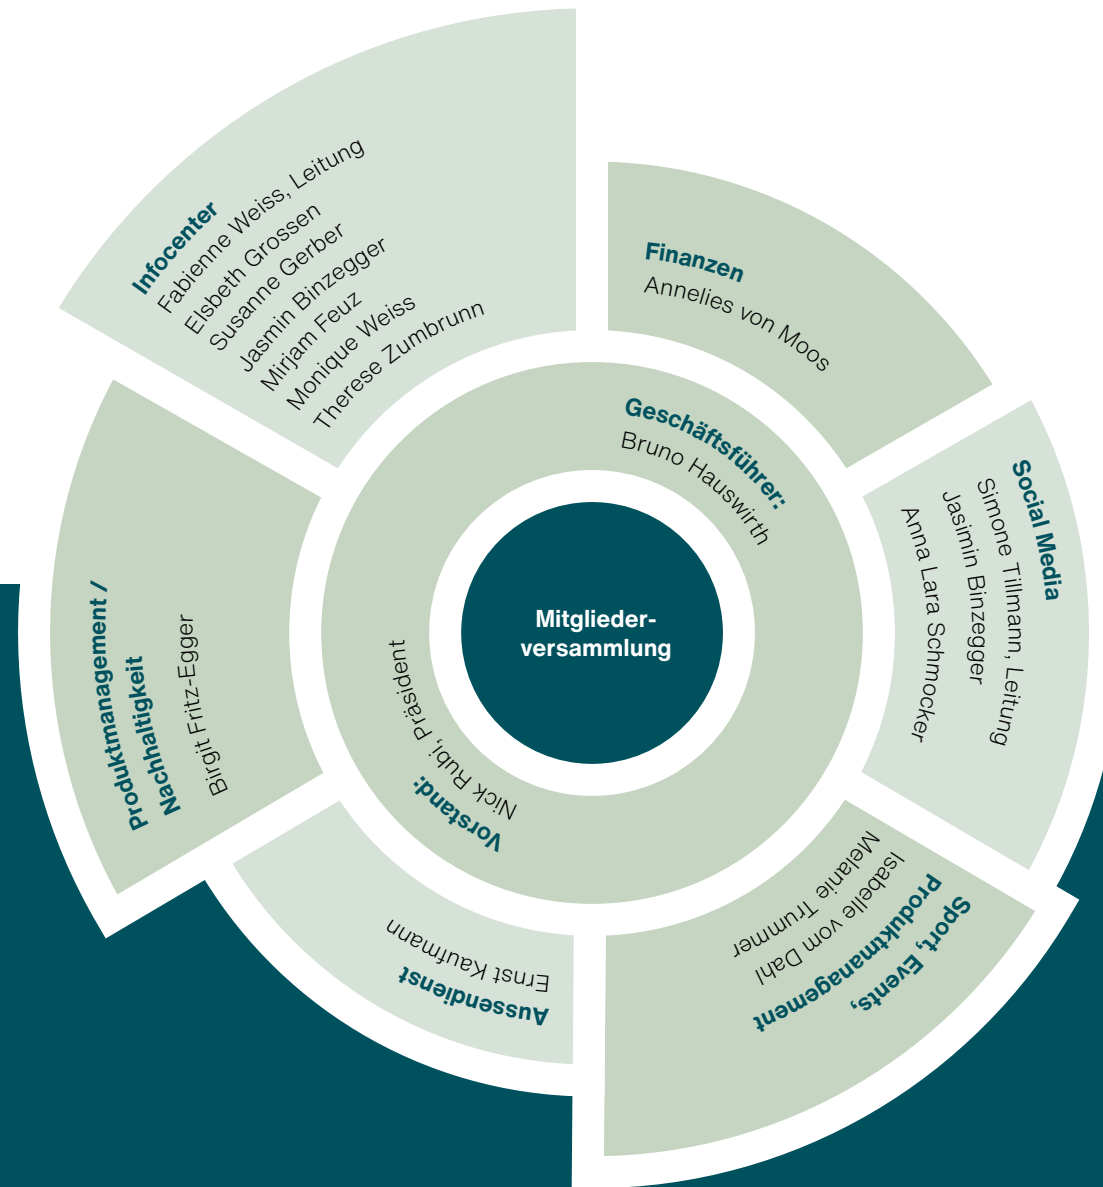 Infocenter
Fabienne Weiss, Leitung
Elsbeth Grossen
Susanne Gerber
Jasmin Binzegger
Mirjam Feuz
Monique Weiss
Therese Zumbrunn
Finanzen
Annelies von Moos
Geschäftsführer:
Bruno Hauswirth
Social Media
Simone Tillmann, Leitung
Jasimin Binzegger
Anna Lara Schmocker
Mitglieder-
versammlung
Produktmanagement /
Nachhaltigkeit
Birgit Fritz-Egger
Vorstand:
Nick Rubi, Präsident
Aussendienst
Ernst Kaufmann
Sport, Events,
Produktmanagement
Isabelle vom Dahl
Melanie Trummer